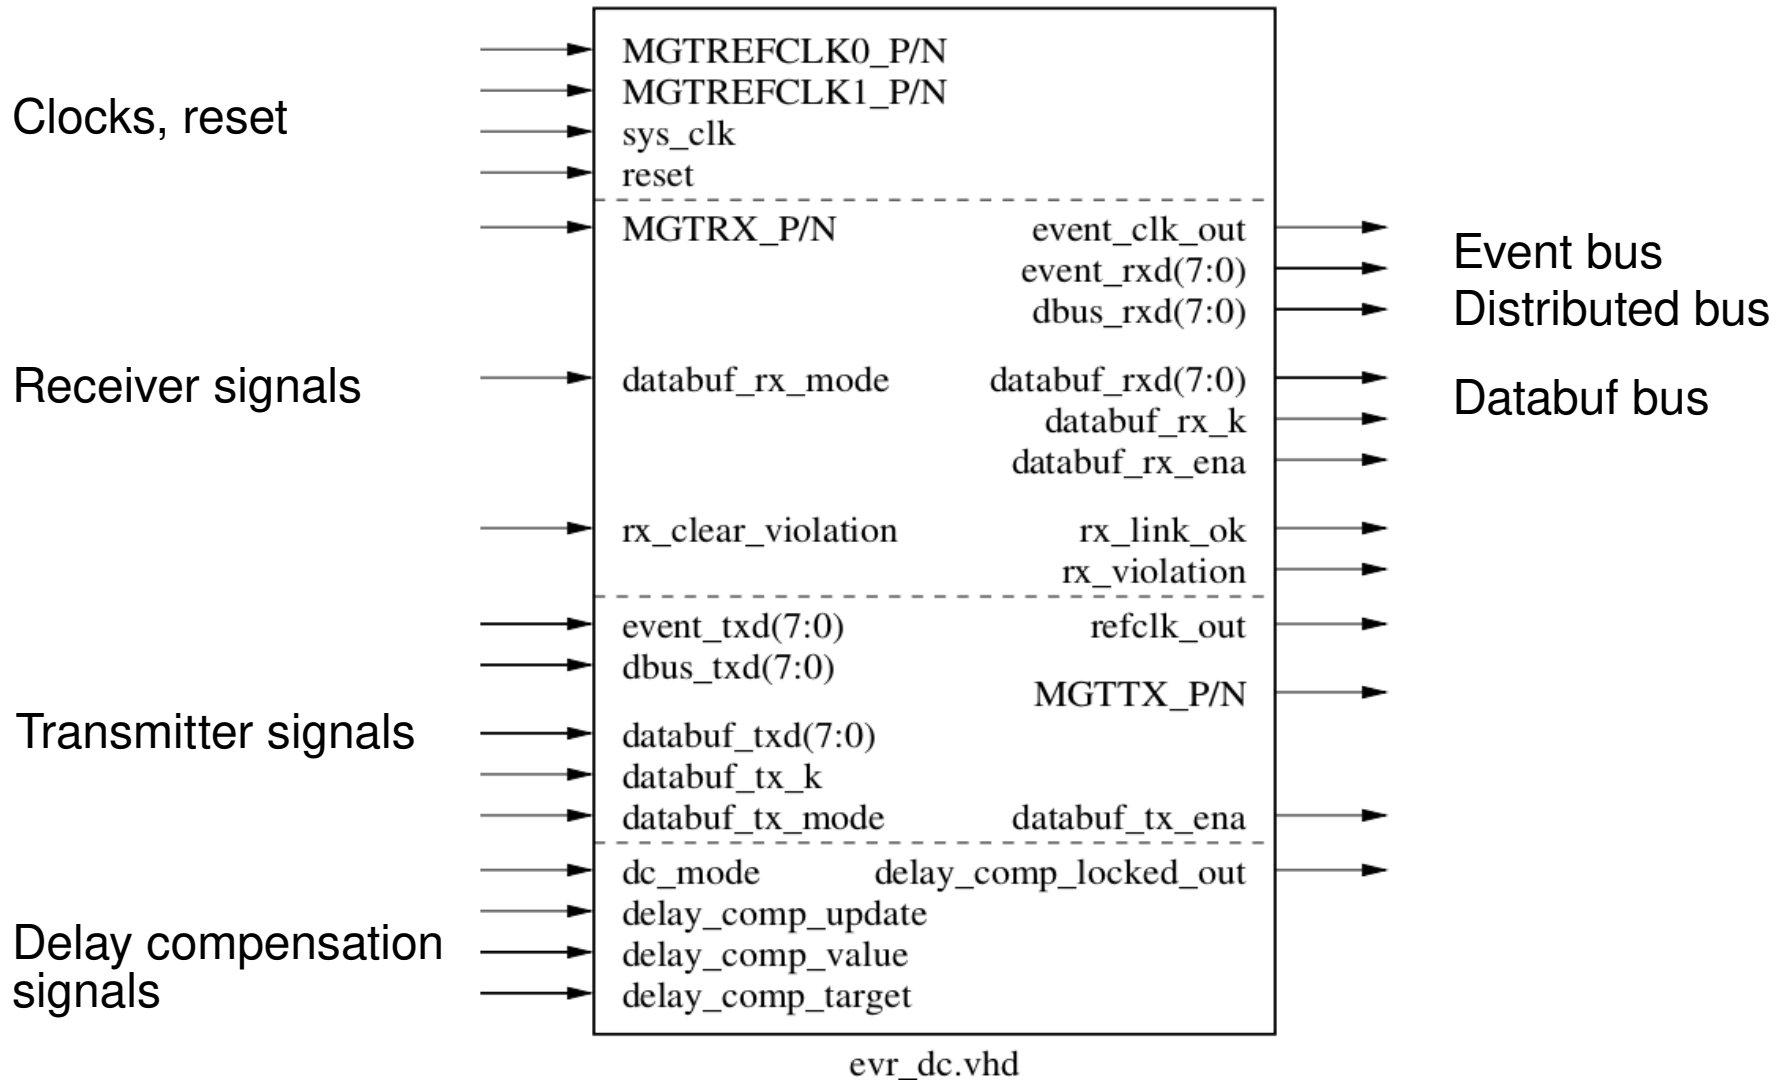 Clocks, reset
MGTREFCLK0_P/N
MGTREFCLK1_P/N
sys_clk
reset
Receiver signals
MGTRX_P/N
databuf_rx_mode
rx_clear_violation
event_clk_out
event_rxd(7:0)
dbus_rxd(7:0)
databuf_rxd(7:0)
databuf_rx_k
databuf_rx_ena
rx_link_ok
rx_violation
Event bus
Distributed bus
Databuf bus
Transmitter signals
event_txd(7:0)
dbus_txd(7:0)
databuf_txd(7:0)
databuf_tx_k
databuf_tx_mode
refclk_out
MGTTX_P/N
databuf_tx_ena
Delay compensation
signals
dc_mode
delay_comp_update
delay_comp_value
delay_comp_target
delay_comp_locked_out
evr_dc.vhd